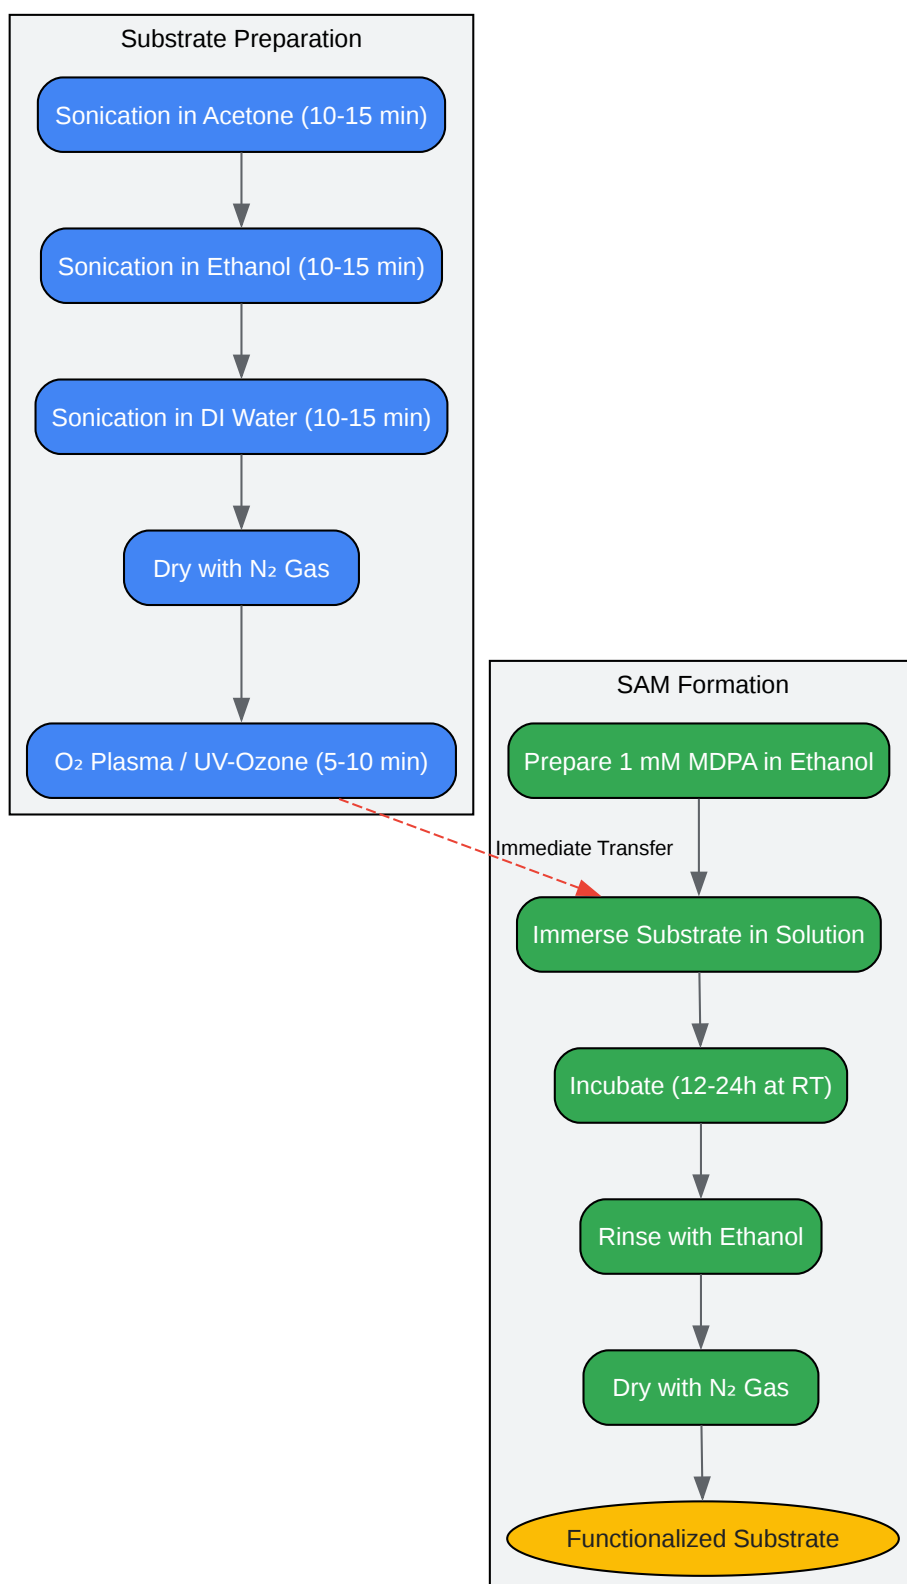 Substrate Preparation
Sonication in Acetone (10-15 min)
Sonication in Ethanol (10-15 min)
Sonication in DI Water (10-15 min)
Dry with N₂ Gas
O₂ Plasma / UV-Ozone (5-10 min)
SAM Formation
Prepare 1 mM MDPA in Ethanol
Immediate Transfer
Immerse Substrate in Solution
Incubate (12-24h at RT)
Rinse with Ethanol
Dry with N₂ Gas
Functionalized Substrate